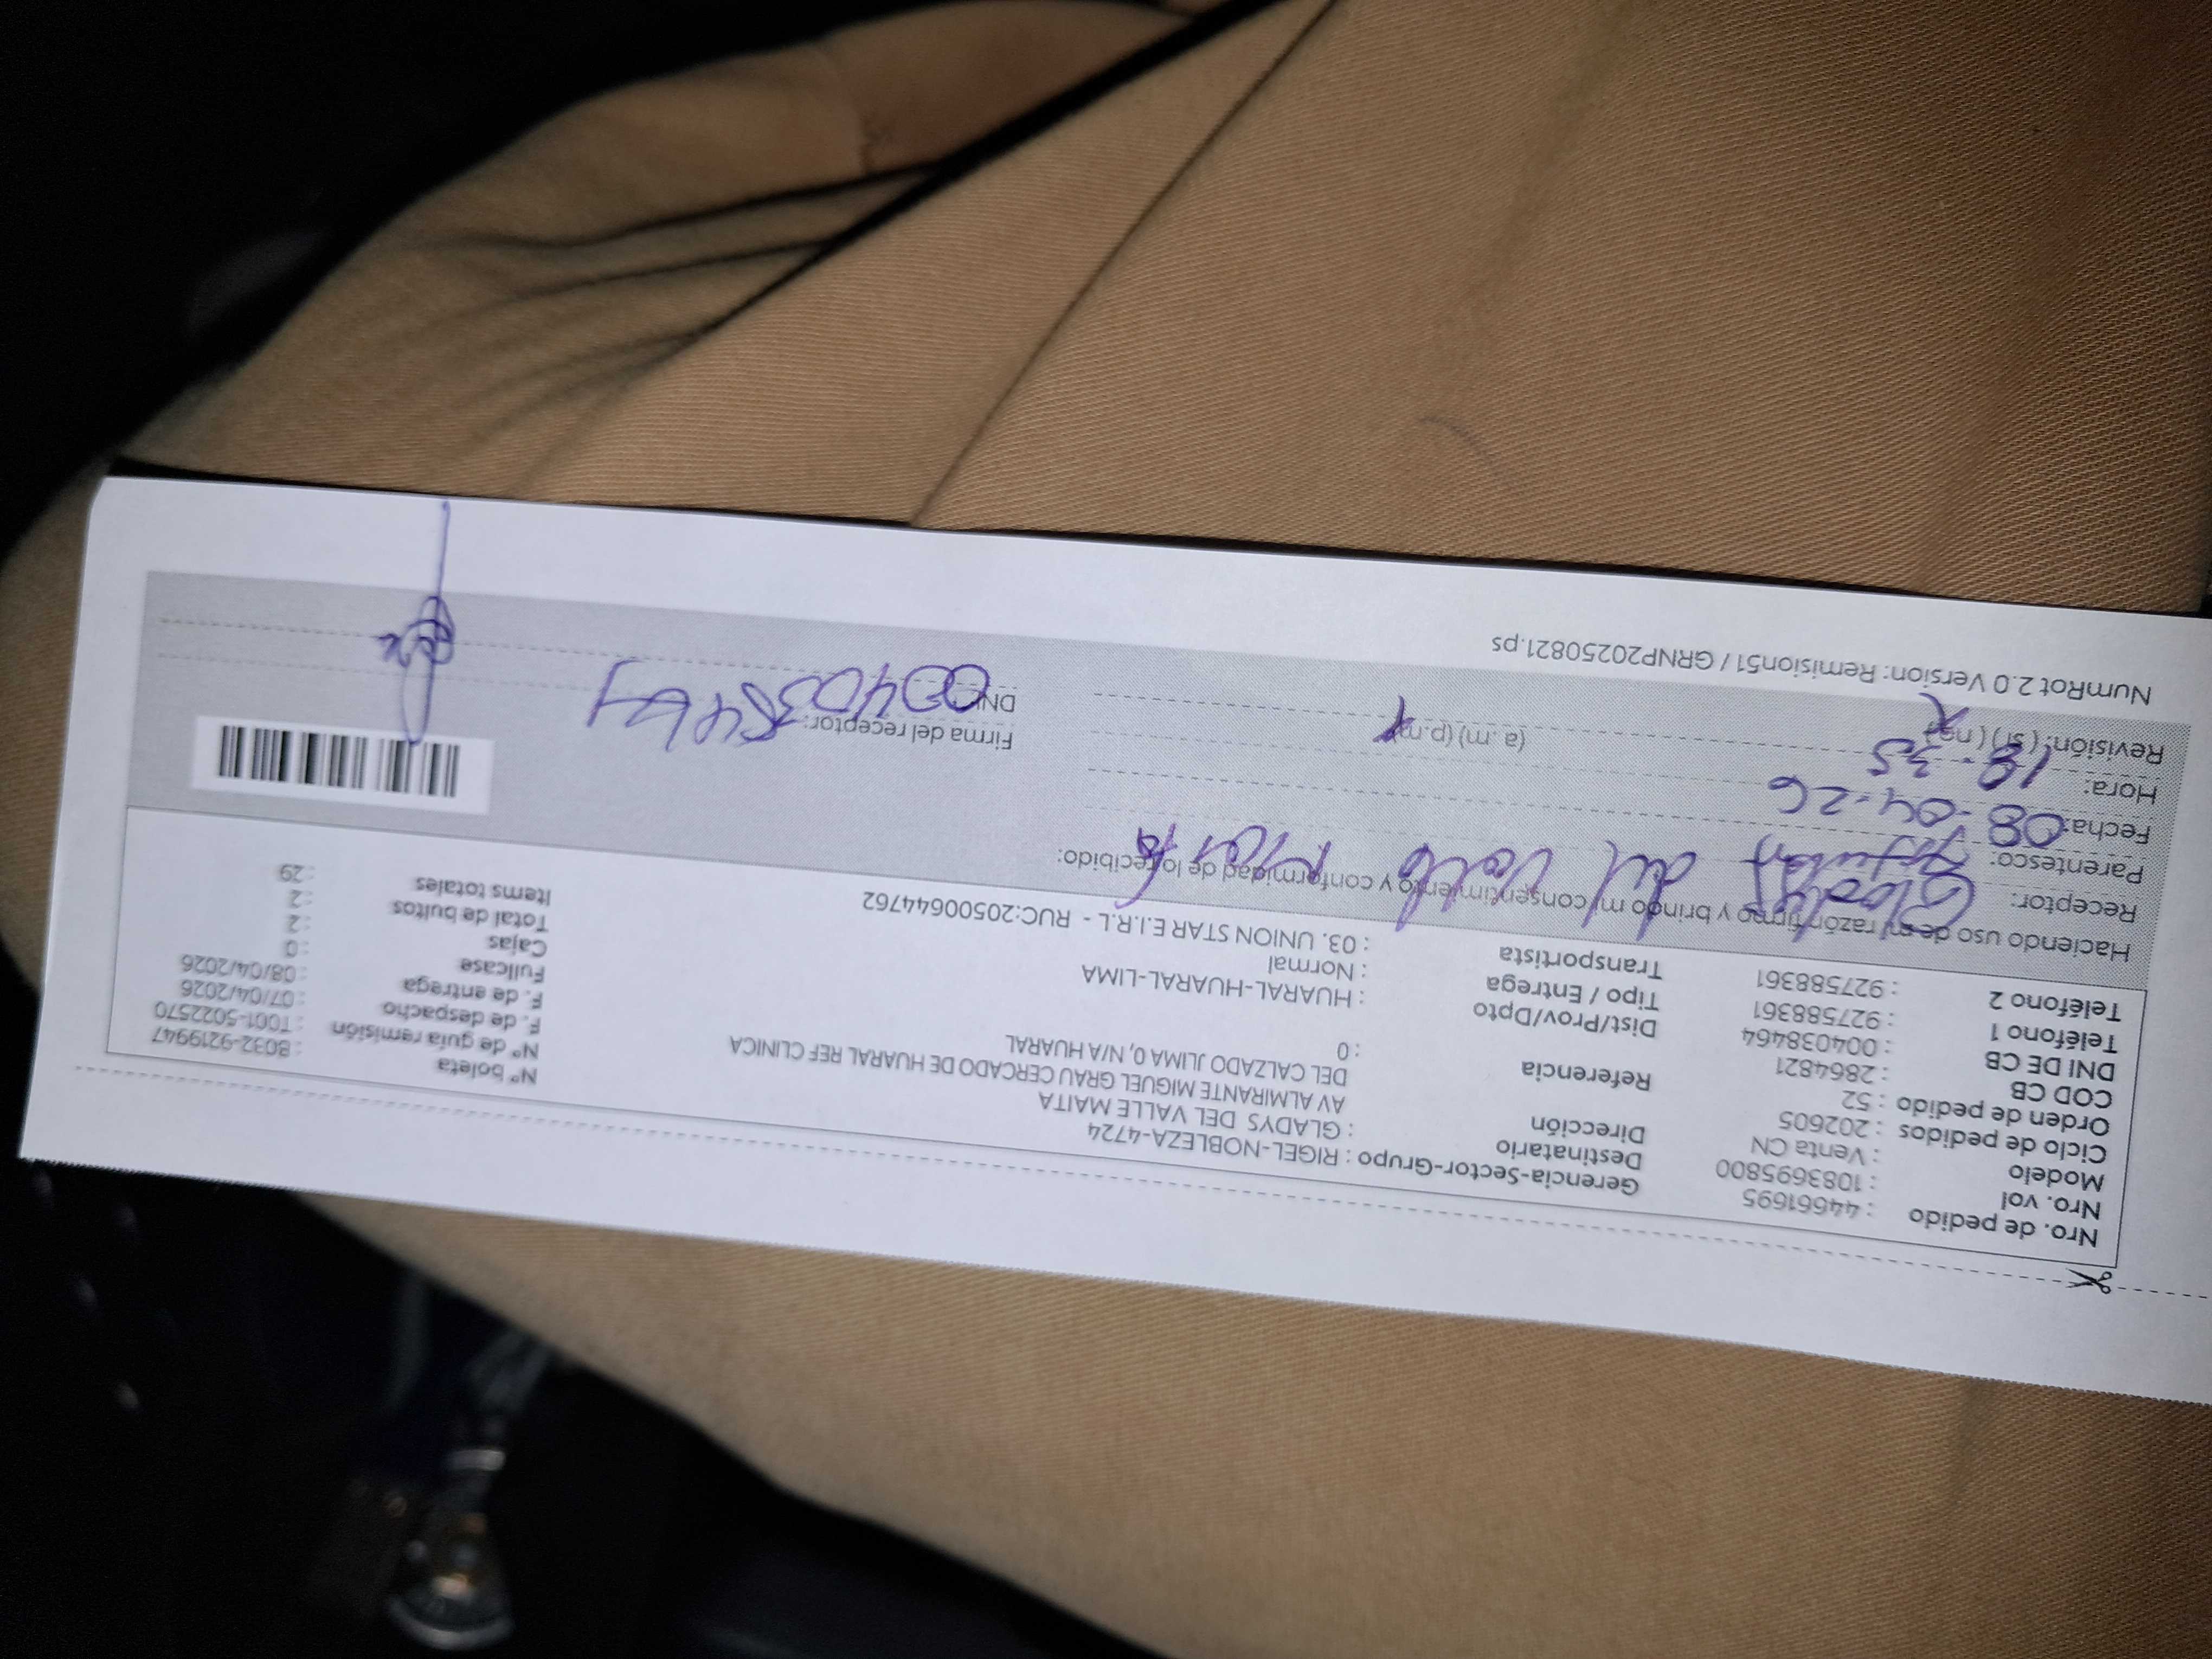 Nro. de pedido : 44661695
Nro. vol : 1083695800
Modelo : Venta CN
Ciclo de pedidos : 202605
Orden de pedido : 52
COD CB : 2864821
DNI DE CB : 004038464
Teléfono 1 : 927588361
Teléfono 2 : 927588361
Gerencia-Sector-Grupo : RIGEL-NOBLEZA-4724
Destinatario : GLADYS DEL VALLE MAITA
Dirección AV ALMIRANTE MIGUEL GRAU CERCADO DE HUARAL REF CLINICA
DEL CALZADO JLIMA 0, N/A HUARAL
Referencia : 0
Dist/Prov/Dpto : HUARAL-HUARAL-LIMA
Tipo / Entrega : Normal
Transportista : 03. UNION STAR E.I.R.L - RUC:20500644762
N° boleta : B032-9219947
N° de guía remisión : T001-5022570
F. de despacho : 07/04/2026
F. de entrega : 08/04/2026
Fullcase : 0
Cajas : 2
Total de bultos : 2
Items totales : 29
Haciendo uso de mi razón firmo y brindo mi consentimiento y conformidad de lo recibido:
Receptor: Gladys del Valle
Parentesco: Titular
Fecha: 08-04-26
Hora: 18:35 (a.m) (p.m)
Revisión: (si) (no) x
Firma del receptor:
DNI: 004038464
NumRot 2.0 Version: Remision51 / GRNP20250821.ps